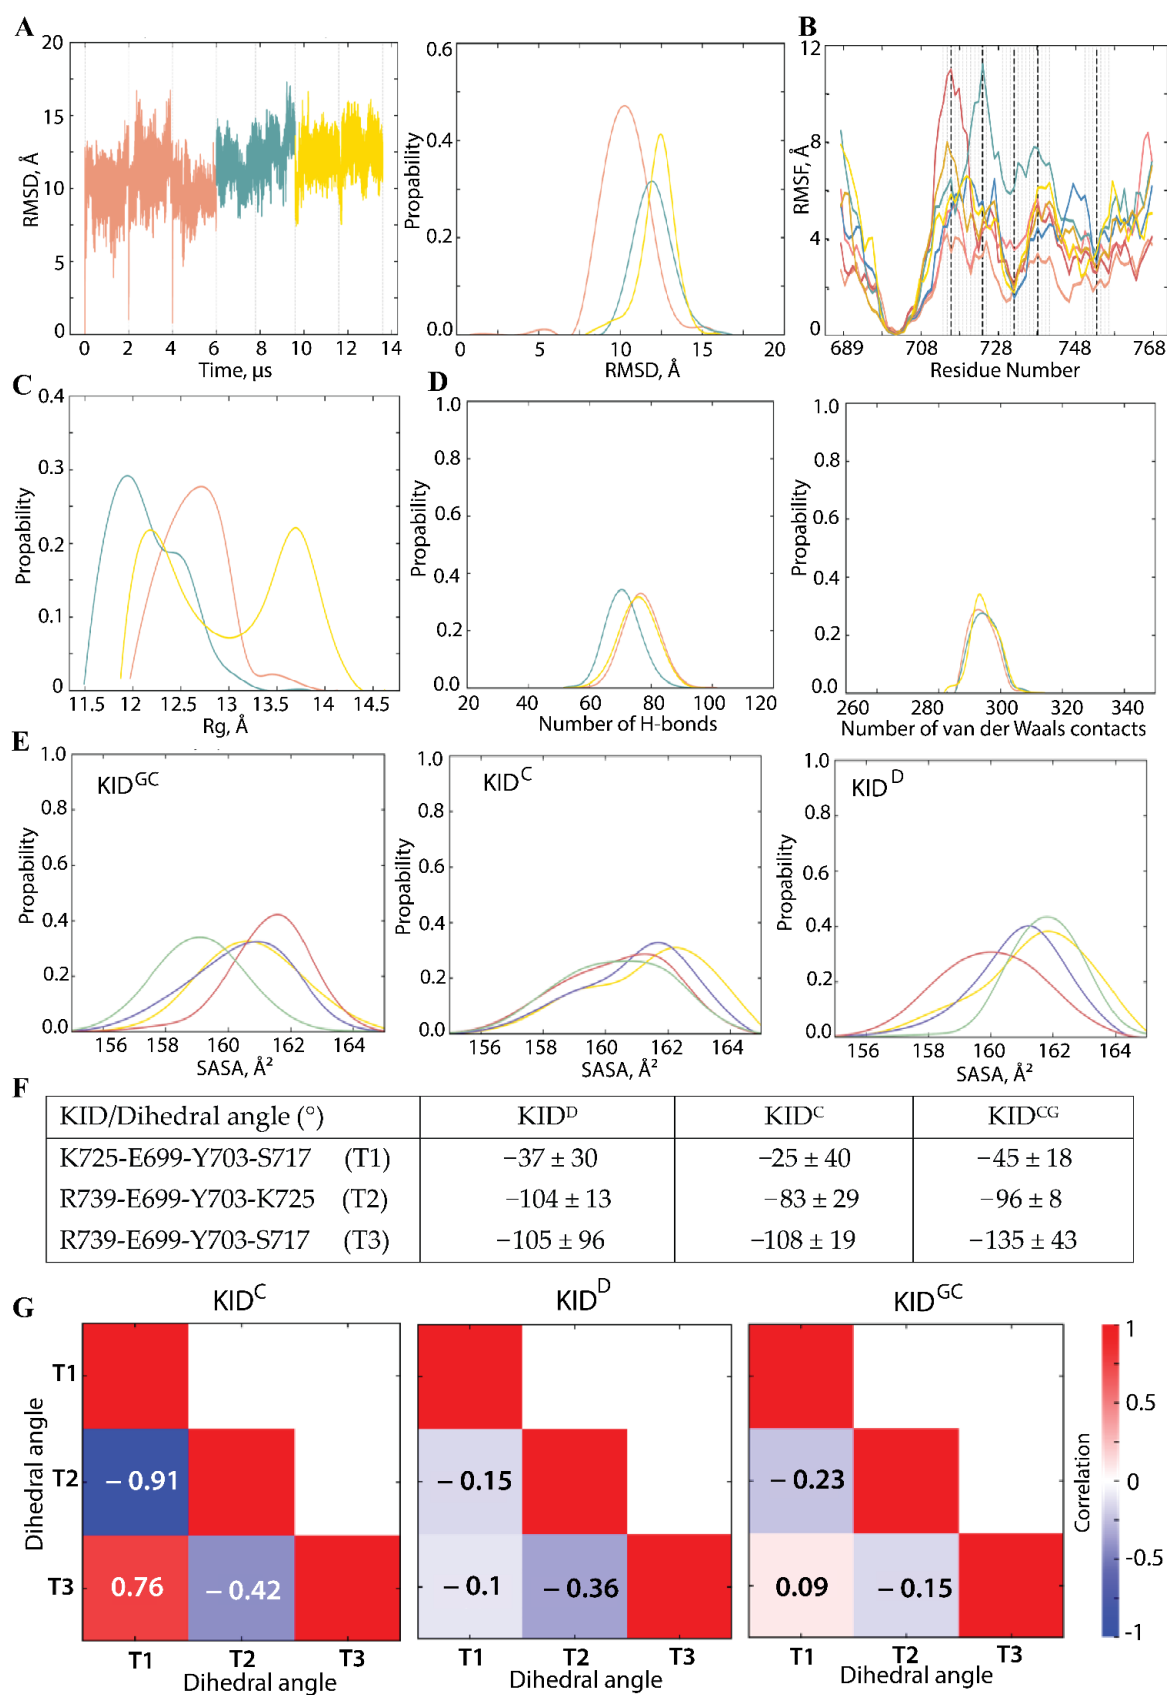 A
20
15
10
5
0
RMSD, Å
0 2 4 6 8 10 12 14
Time, μs
0.6
0.4
0.2
0.0
Propability
0 5 10 15 20
RMSD, Å
B
12
8
4
0
RMSF, Å
689 708 728 748 768
Residue Number
C
0.4
0.3
0.2
0.1
0
Propability
11.5 12 12.5 13 13.5 14 14.5
Rg, Å
D
1.0
0.8
0.6
0.4
0.2
0.0
Propability
20 40 60 80 100 120
Number of H-bonds
1.0
0.8
0.6
0.4
0.2
0.0
Propability
260 280 300 320 340
Number of van der Waals contacts
E
KID^GC
1.0
0.8
0.6
0.4
0.2
0.0
Propability
156 158 160 162 164
SASA, Å²
KID^C
1.0
0.8
0.6
0.4
0.2
0.0
Propability
156 158 160 162 164
SASA, Å²
KID^D
1.0
0.8
0.6
0.4
0.2
0.0
Propability
156 158 160 162 164
SASA, Å²
F
KID/Dihedral angle (°) KID^D KID^C KID^CG
K725-E699-Y703-S717 (T1) −37 ± 30 −25 ± 40 −45 ± 18
R739-E699-Y703-K725 (T2) −104 ± 13 −83 ± 29 −96 ± 8
R739-E699-Y703-S717 (T3) −105 ± 96 −108 ± 19 −135 ± 43
G
KID^C KID^D KID^GC
Dihedral angle
T1
T2
T3
− 0.91
0.76 − 0.42
T1 T2 T3
Dihedral angle
− 0.15
− 0.1 − 0.36
T1 T2 T3
Dihedral angle
− 0.23
0.09 − 0.15
T1 T2 T3
Dihedral angle
1
0.5
0
-0.5
-1
Correlation